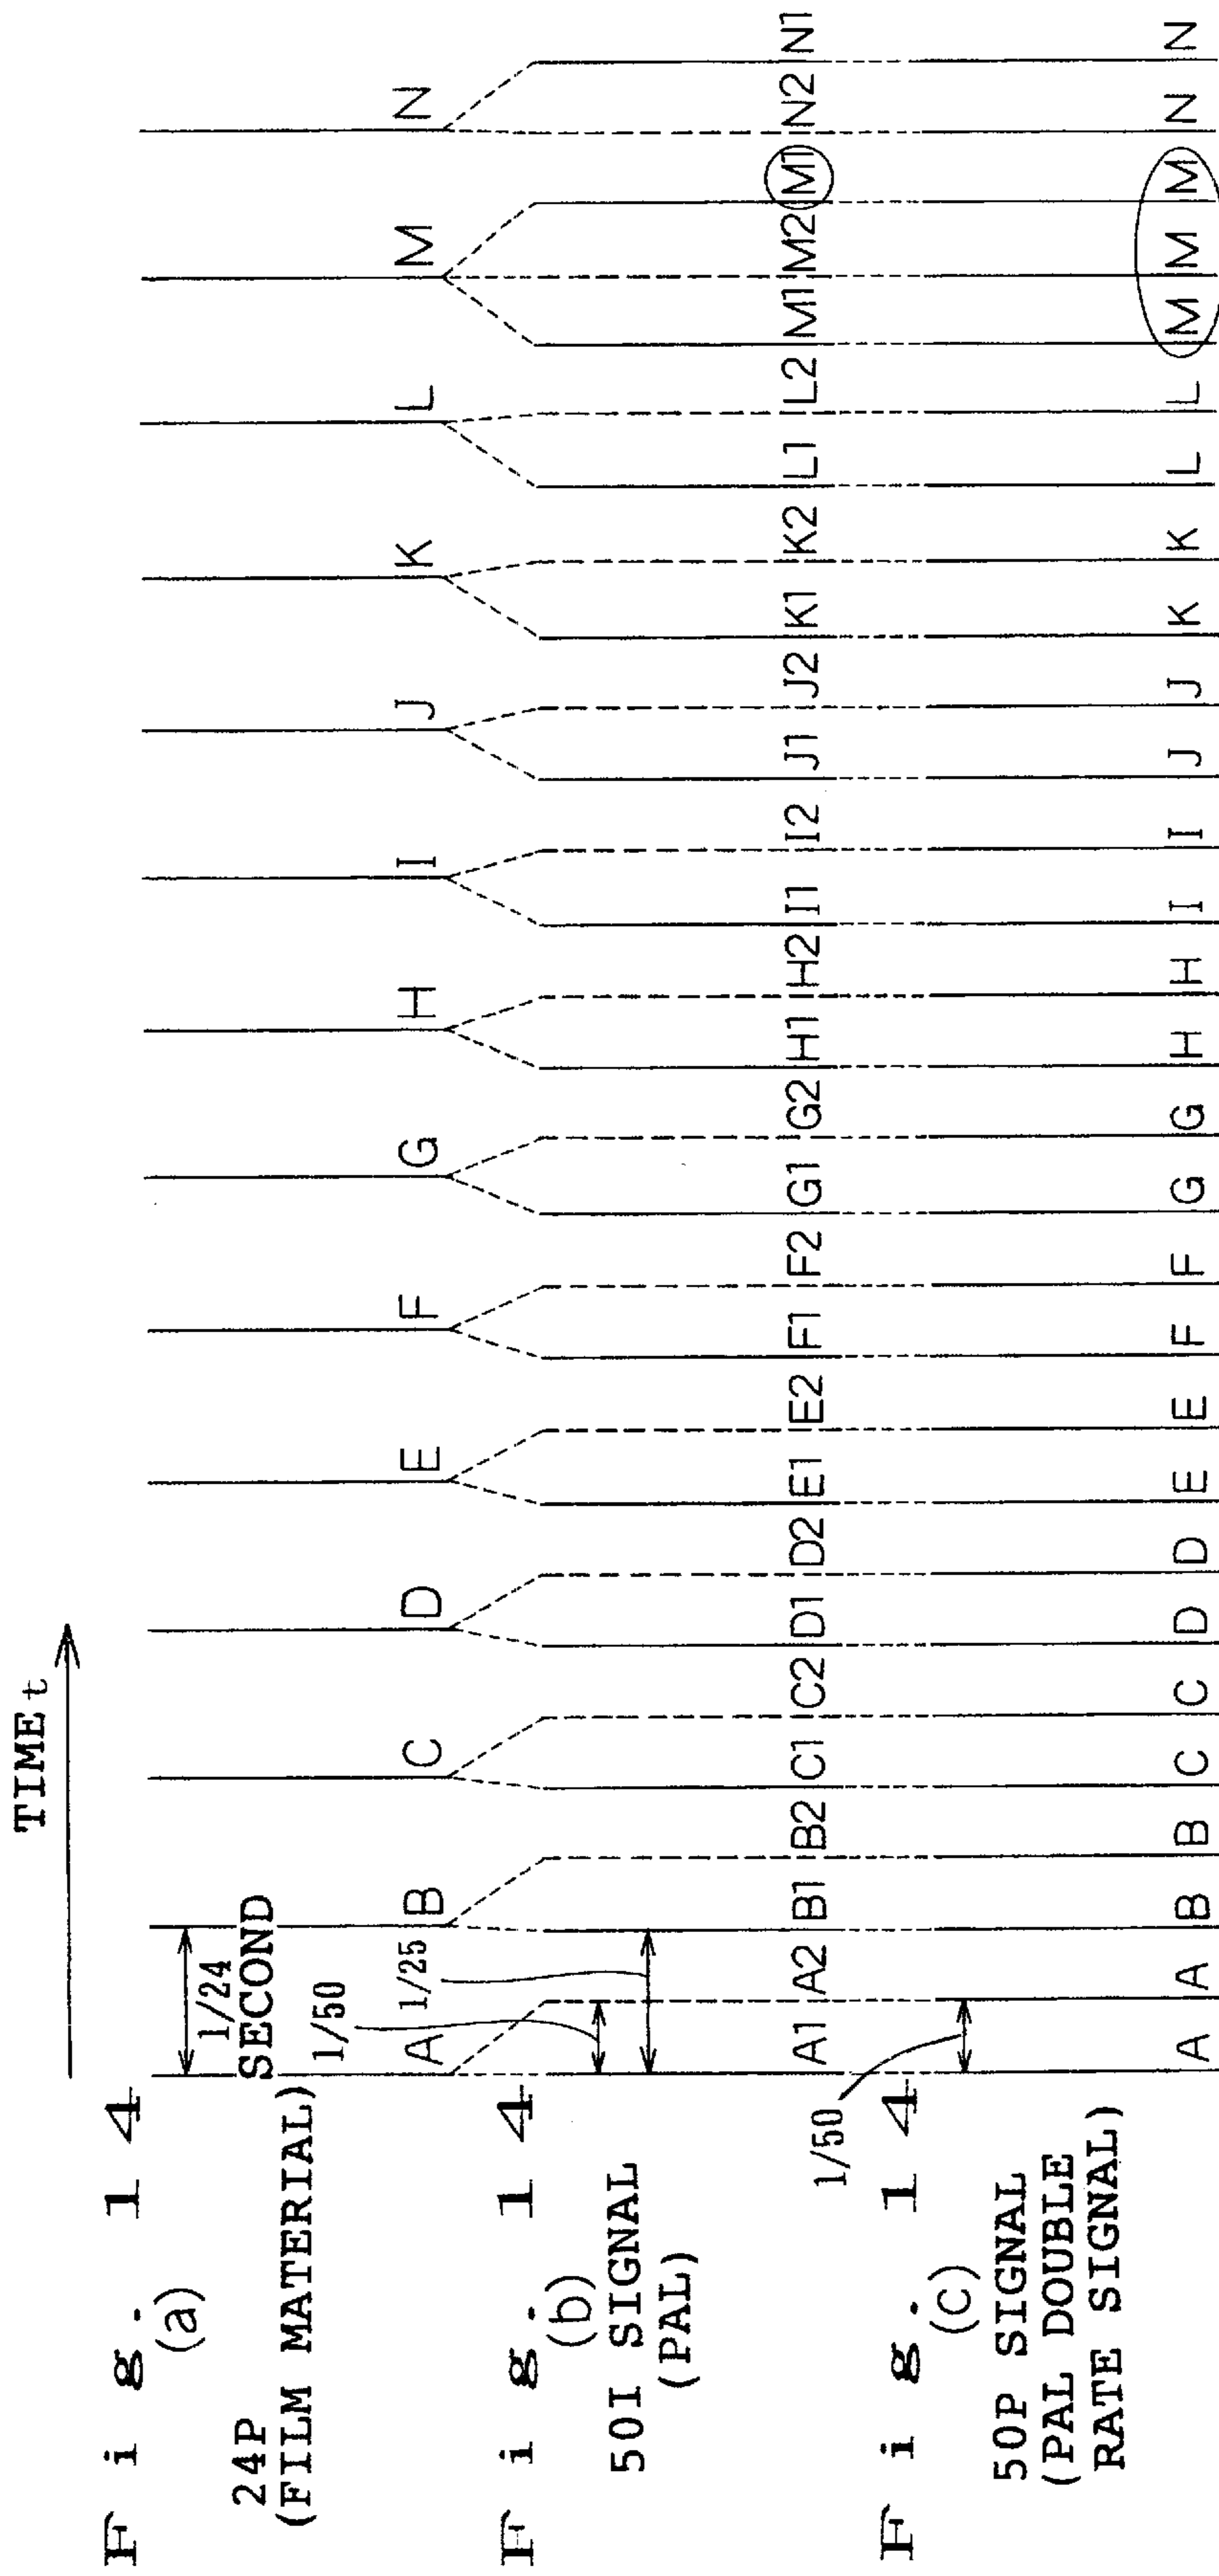 TIME t
Fig. 14
(a)
24P
(FILM MATERIAL)
1/24
SECOND
A B C D E F G H I J K L M N
Fig. 14
(b)
50I SIGNAL
(PAL)
1/50
1/25
A1 A2 B1 B2 C1 C2 D1 D2 E1 E2 F1 F2 G1 G2 H1 H2 I1 I2 J1 J2 K1 K2 L1 L2 M1 M2 M1 N2 N1
Fig. 14
(c)
50P SIGNAL
(PAL DOUBLE
RATE SIGNAL)
1/50
A A B B C C D D E E F F G G H H I I J J K K L L M M M N N